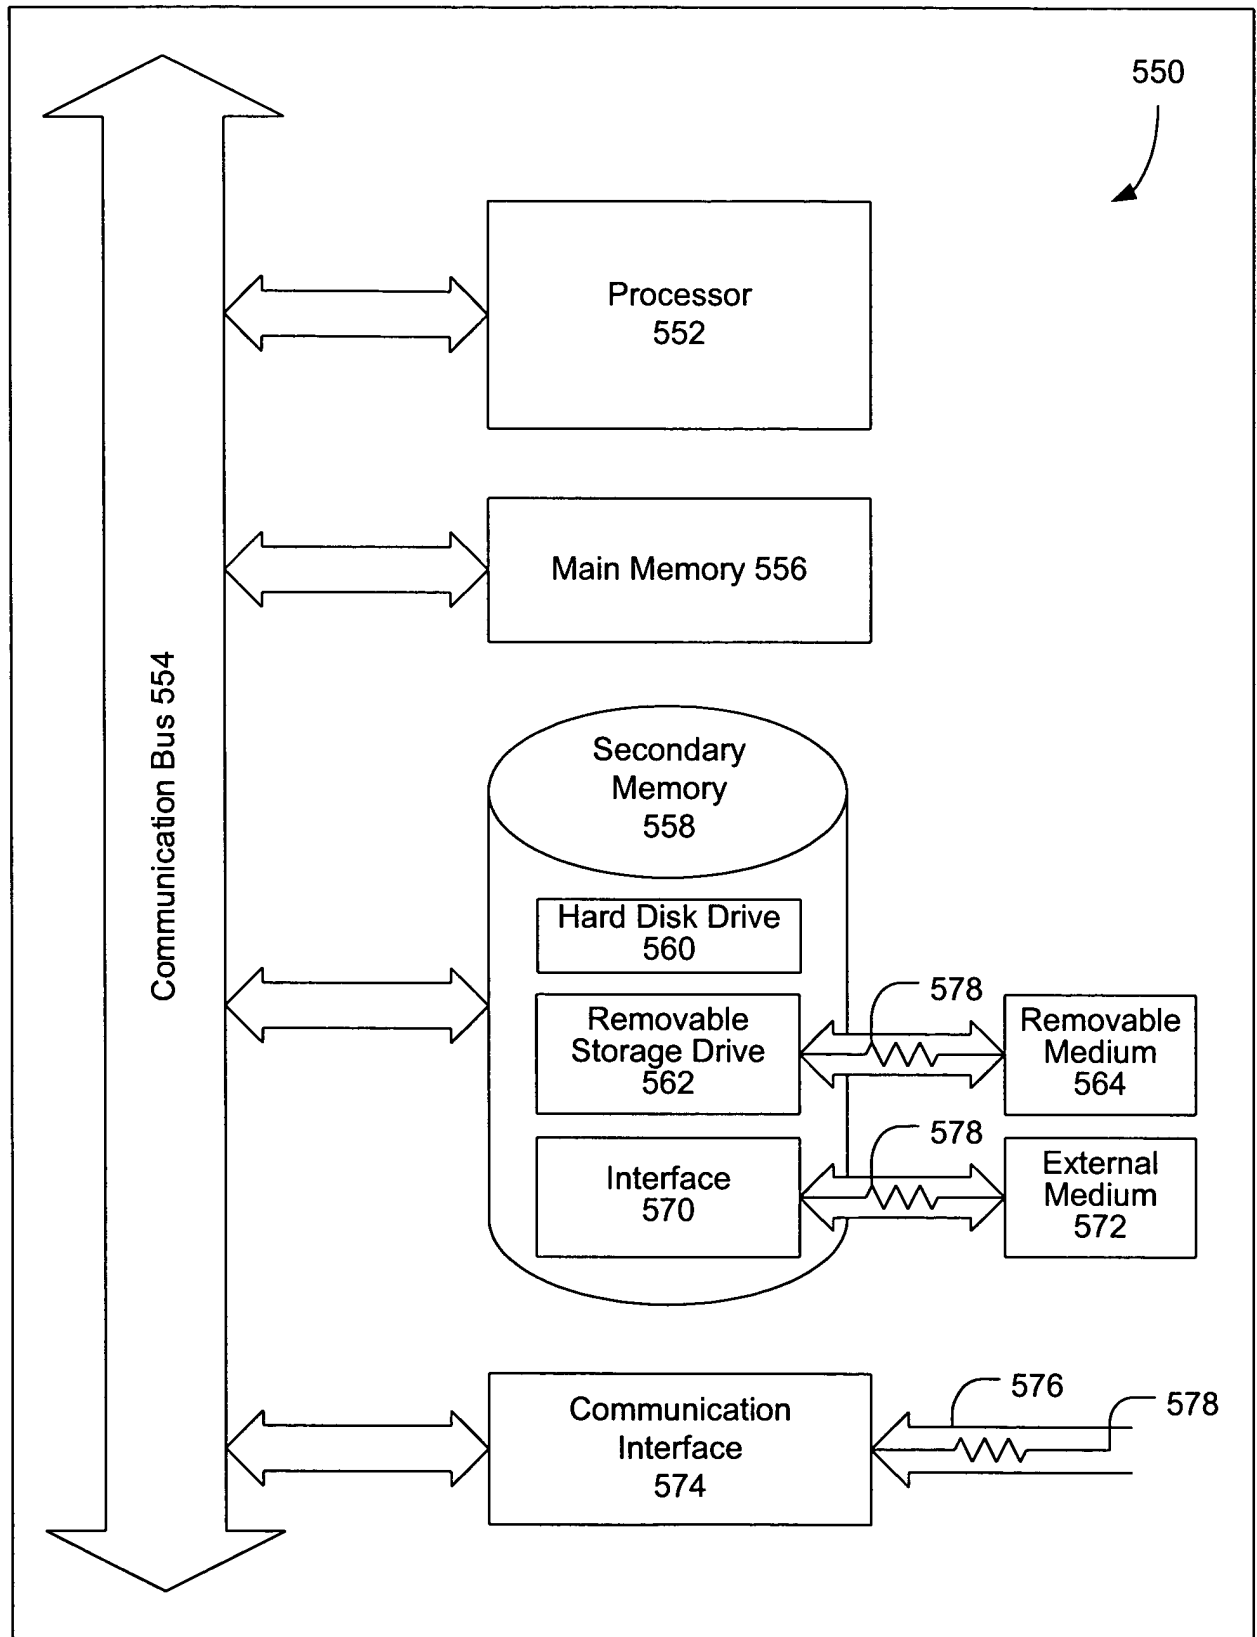 550
Processor
552
Main Memory 556
Communication Bus 554
Secondary
Memory
558
Hard Disk Drive
560
578
Removable
Storage Drive
562
Removable
Medium
564
578
Interface
570
External
Medium
572
576
578
Communication
Interface
574